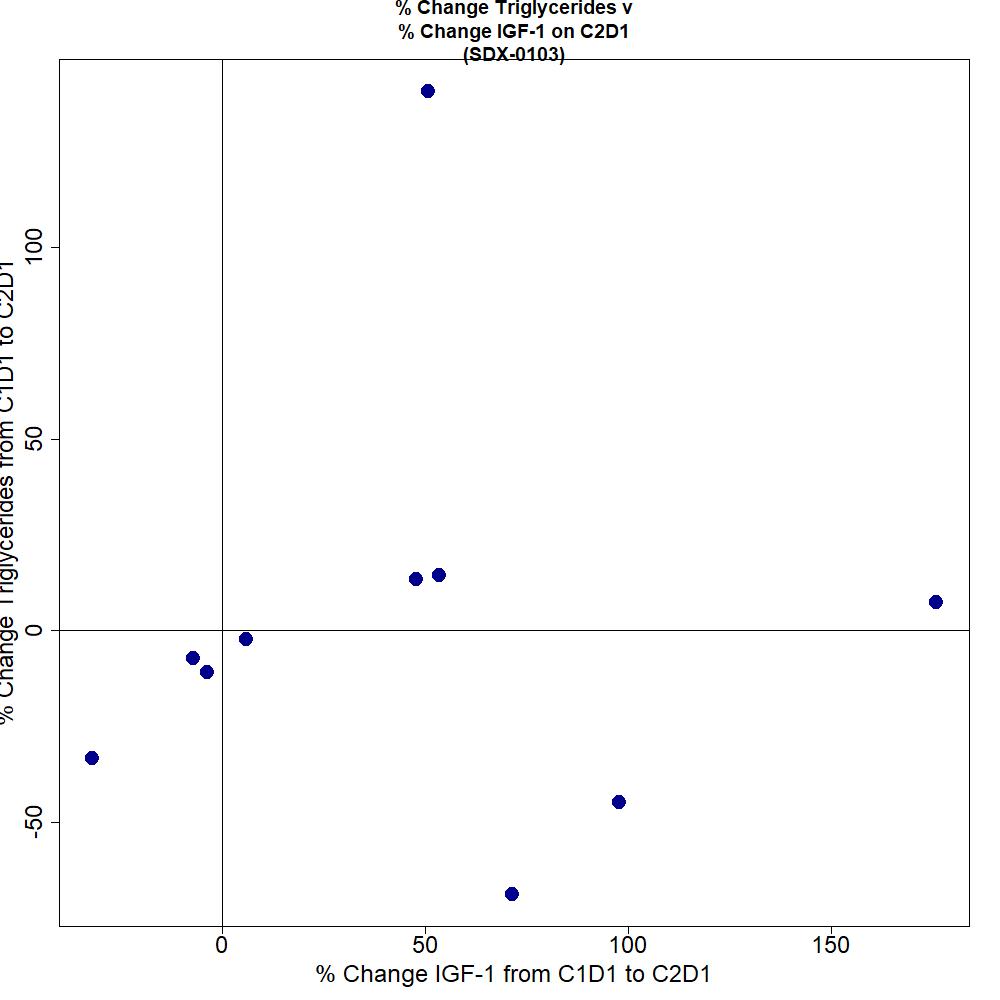 % Change Triglycerides v
% Change IGF-1 on C2D1
(SDX-0103)
% Change Triglycerides from C1D1 to C2D1
100
50
0
-50
0
50
100
150
% Change IGF-1 from C1D1 to C2D1